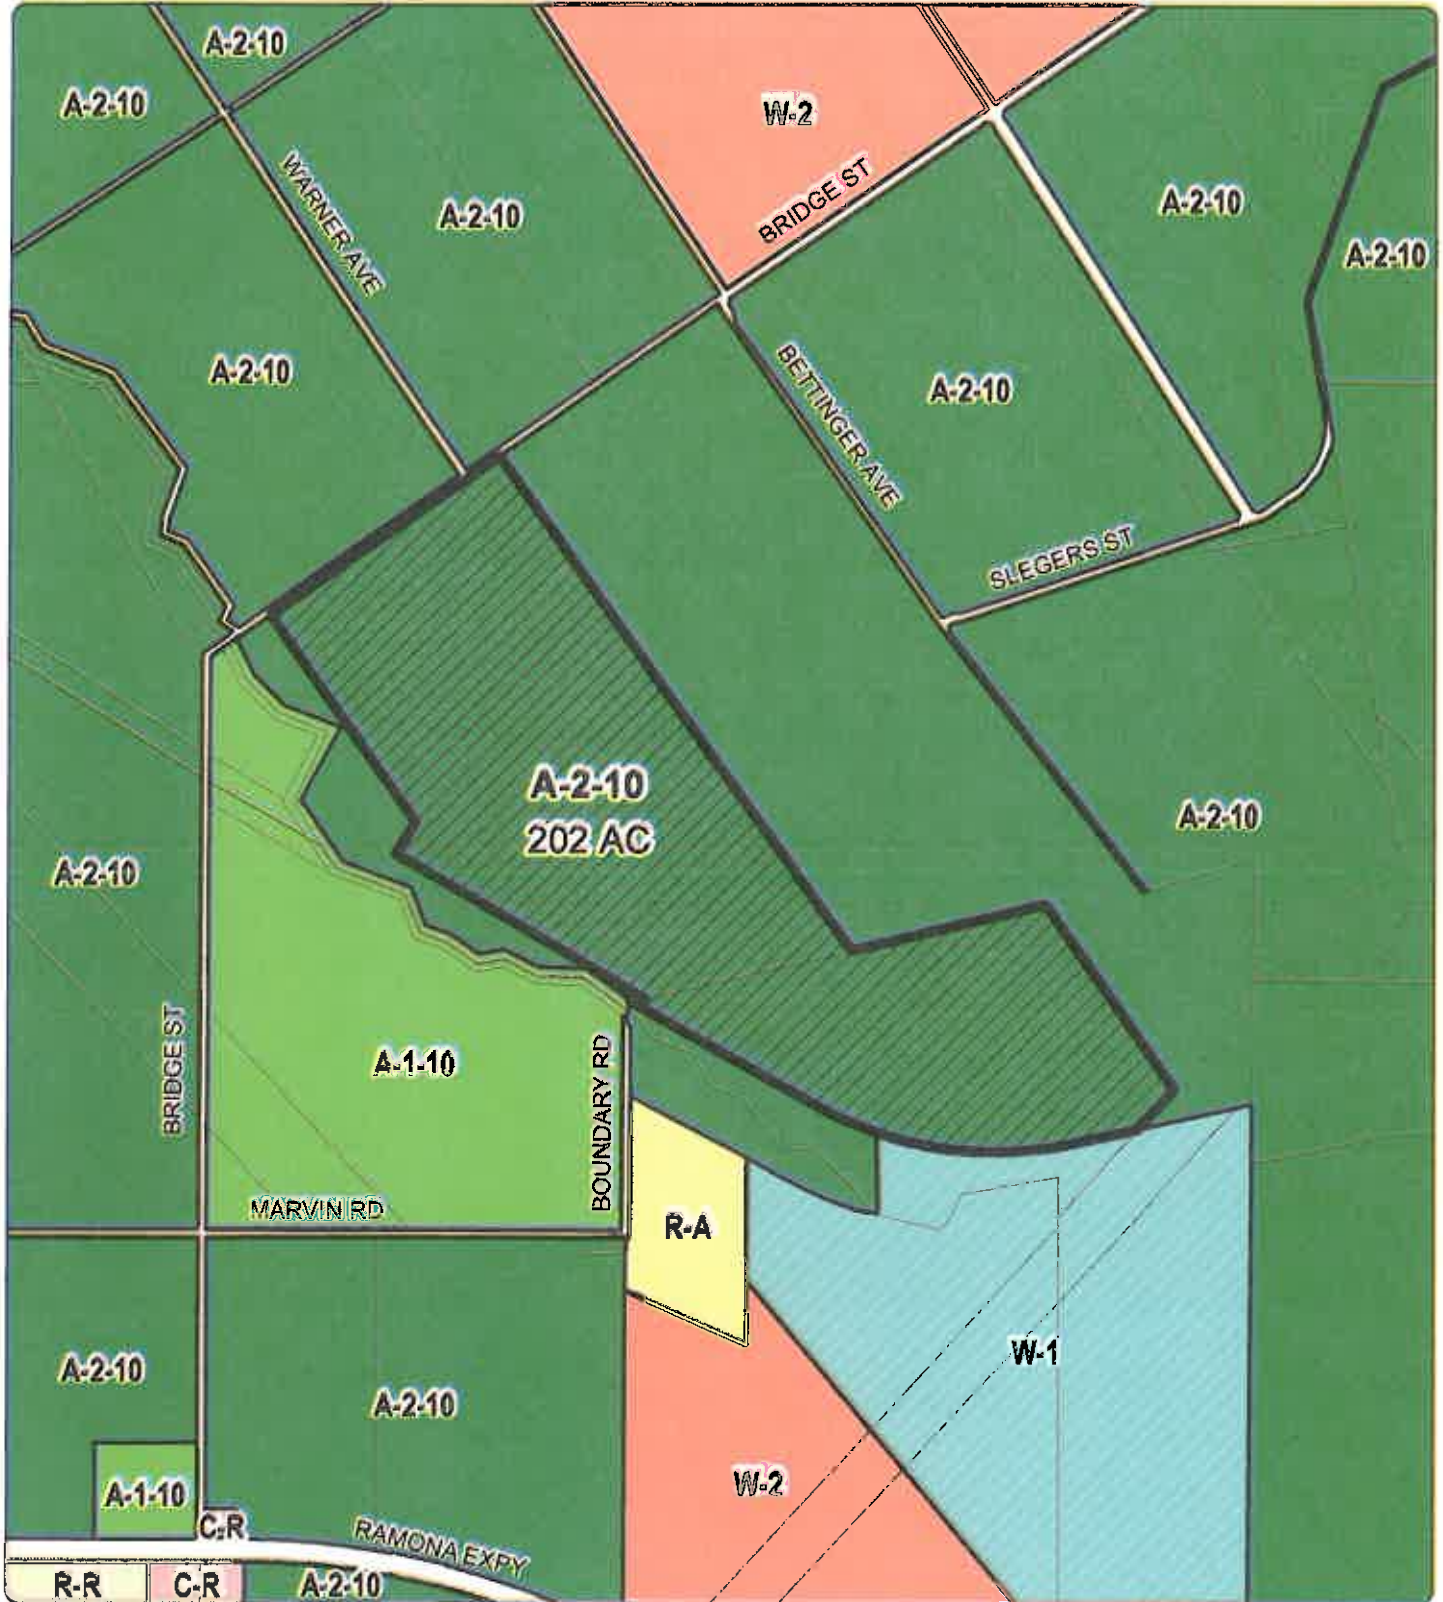 A-2-10
A-2-10
W-2
BRIDGE ST
WARNER AVE
A-2-10
A-2-10
A-2-10
A-2-10
BETTINGER AVE
A-2-10
SLEGERS ST
A-2-10
202 AC
A-2-10
A-2-10
BRIDGE ST
A-1-10
BOUNDARY RD
MARVIN RD
R-A
W-1
A-2-10
A-2-10
A-1-10
W-2
C-R
RAMONA EXPY
R-R
C-R
A-2-10